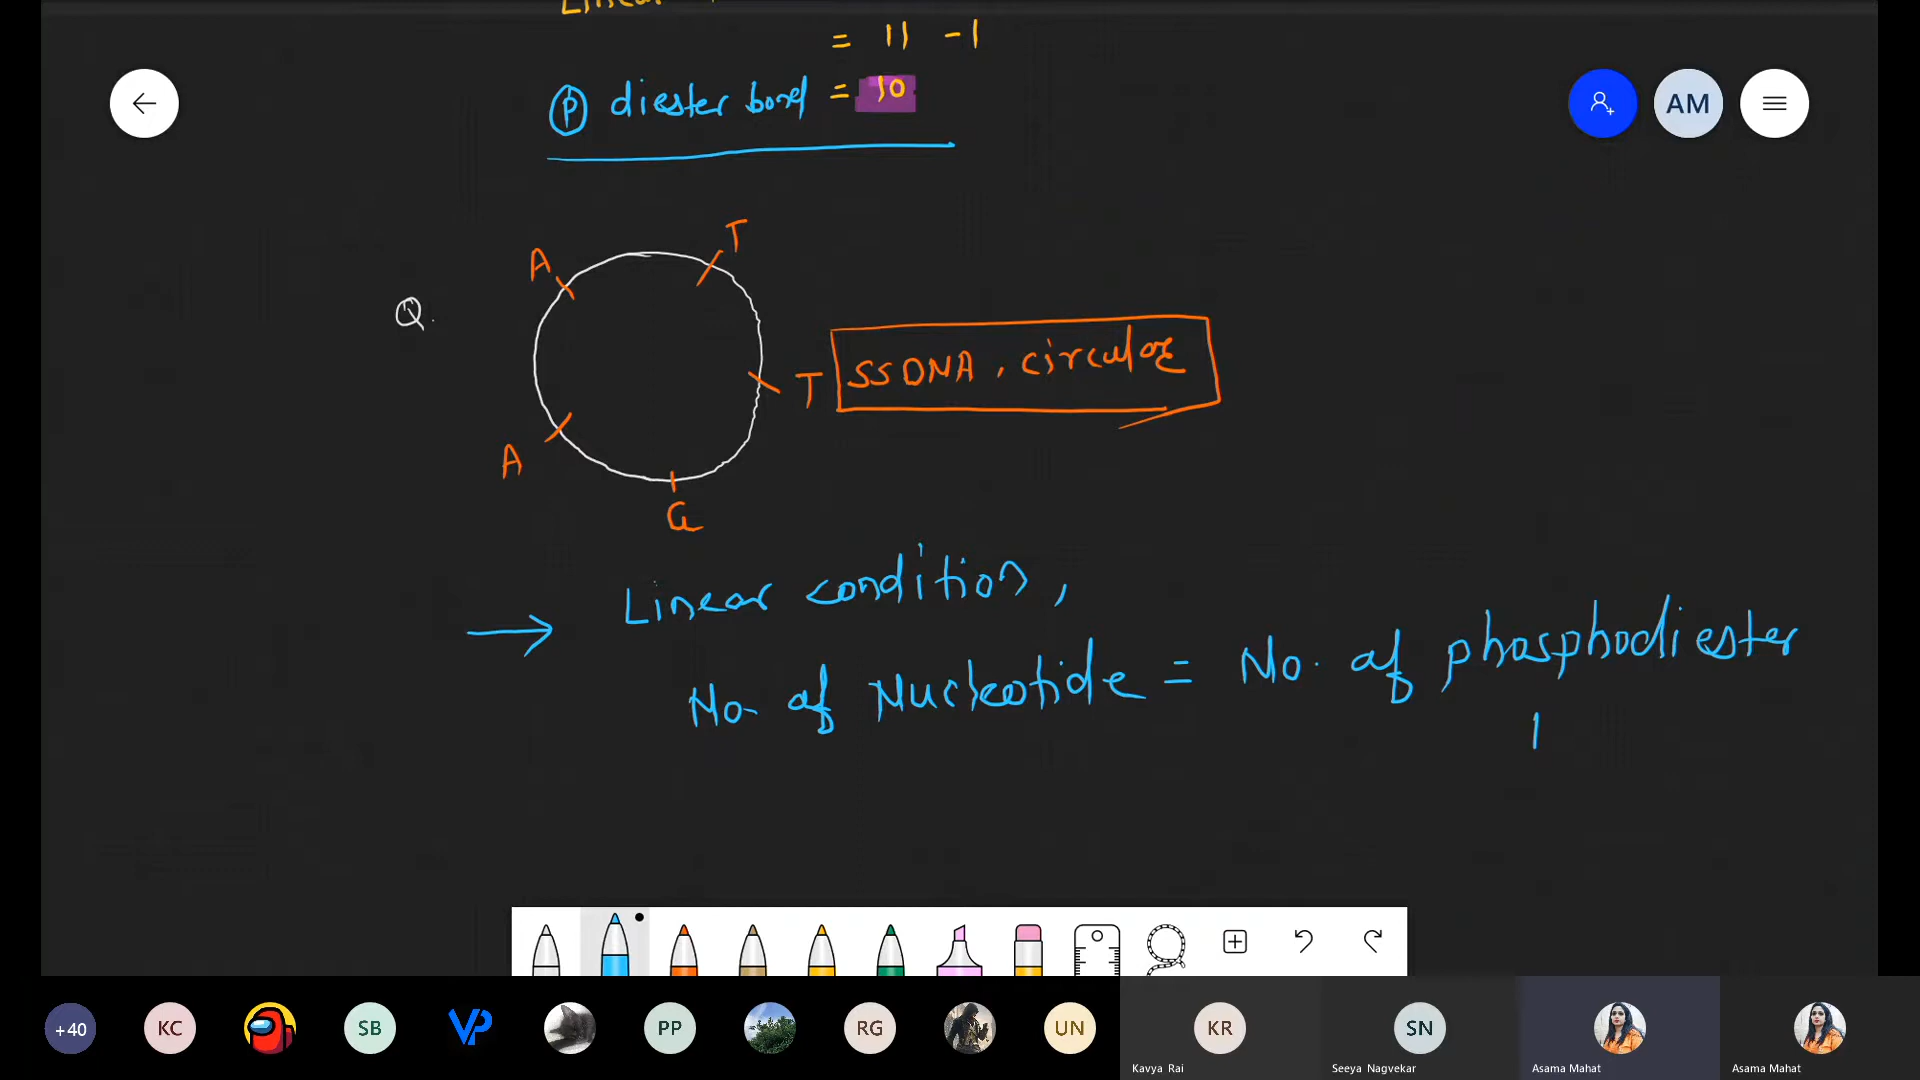 = 11 -1
P diester bond = 10
AM
A T
Q.
T SSDNA, circular
A
G
Linear condition,
No. of Nucleotide = No. of phosphodiester
+40 KC SB VP PP RG UN KR SN
Kavya Rai Seeya Nagvekar Asama Mahat Asama Mahat